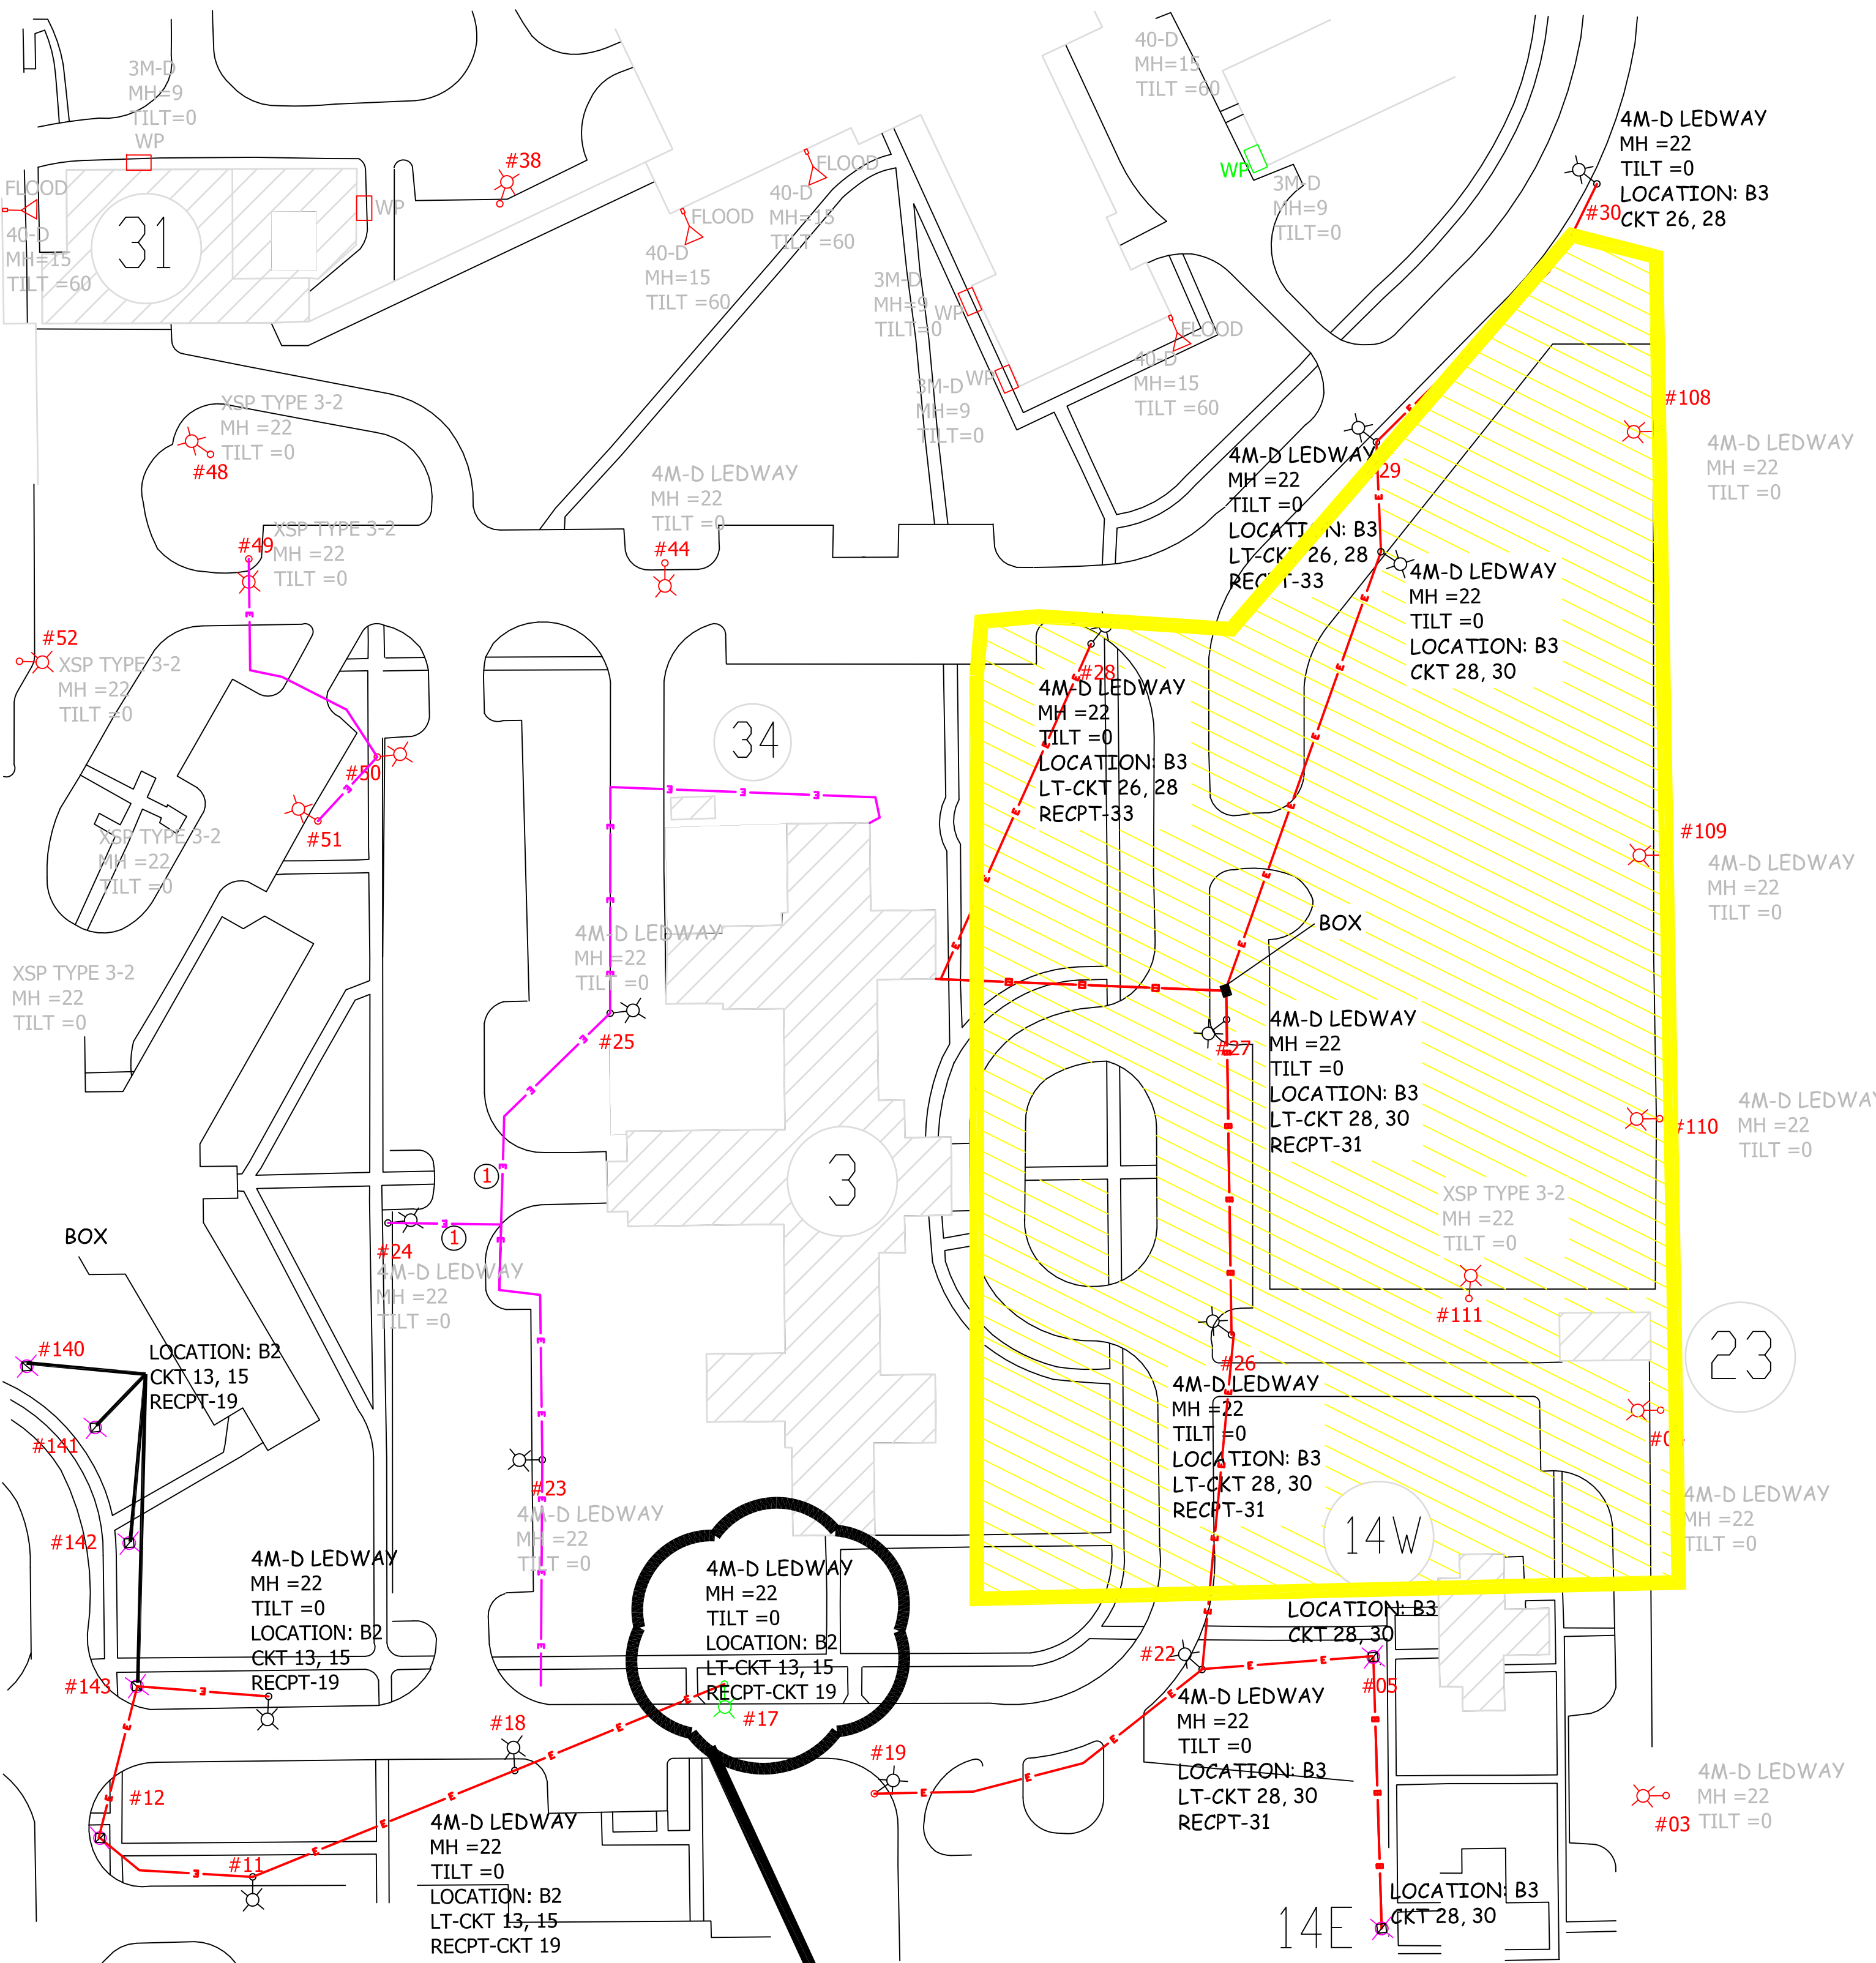 3M-D
MH=9
TILT=0
WP
FLOOD
40-D
MH=15
TILT =60
31
WP
#38
FLOOD
40-D
MH=15
TILT =60
FLOOD
40-D
MH=15
TILT =60
40-D
MH=15
TILT =60
WP
3M-D
MH=9
TILT=0
4M-D LEDWAY
MH =22
TILT =0
LOCATION: B3
CKT 26, 28
#30
3M-D
MH=9
TILT=0
WP
3M-D
MH=9
TILT=0
WP
FLOOD
40-D
MH=15
TILT =60
XSP TYPE 3-2
MH =22
TILT =0
#48
XSP TYPE 3-2
MH =22
TILT =0
#49
4M-D LEDWAY
MH =22
TILT =0
#44
4M-D LEDWAY
MH =22
TILT =0
LOCATION: B3
LT-CKT 26, 28
RECPT-33
29
#108
4M-D LEDWAY
MH =22
TILT =0
4M-D LEDWAY
MH =22
TILT =0
LOCATION: B3
CKT 28, 30
#52
XSP TYPE 3-2
MH =22
TILT =0
#50
#51
XSP TYPE 3-2
MH =22
TILT =0
34
#28
4M-D LEDWAY
MH =22
TILT =0
LOCATION: B3
LT-CKT 26, 28
RECPT-33
#109
4M-D LEDWAY
MH =22
TILT =0
BOX
XSP TYPE 3-2
MH =22
TILT =0
4M-D LEDWAY
MH =22
TILT =0
#25
#27
4M-D LEDWAY
MH =22
TILT =0
LOCATION: B3
LT-CKT 28, 30
RECPT-31
#110
4M-D LEDWAY
MH =22
TILT =0
3
1
1
#24
4M-D LEDWAY
MH =22
TILT =0
XSP TYPE 3-2
MH =22
TILT =0
#111
BOX
23
#140
LOCATION: B2
CKT 13, 15
RECPT-19
#141
#142
#143
#26
4M-D LEDWAY
MH =22
TILT =0
LOCATION: B3
LT-CKT 28, 30
RECPT-31
#0
4M-D LEDWAY
MH =22
TILT =0
14W
#23
4M-D LEDWAY
MH =22
TILT =0
4M-D LEDWAY
MH =22
TILT =0
LOCATION: B2
CKT 13, 15
RECPT-19
4M-D LEDWAY
MH =22
TILT =0
LOCATION: B2
LT-CKT 13, 15
RECPT-CKT 19
#17
LOCATION: B3
CKT 28, 30
#22
#05
4M-D LEDWAY
MH =22
TILT =0
LOCATION: B3
LT-CKT 28, 30
RECPT-31
#18
#19
#12
#11
4M-D LEDWAY
MH =22
TILT =0
LOCATION: B2
LT-CKT 13, 15
RECPT-CKT 19
4M-D LEDWAY
MH =22
TILT =0
#03
LOCATION: B3
CKT 28, 30
14E